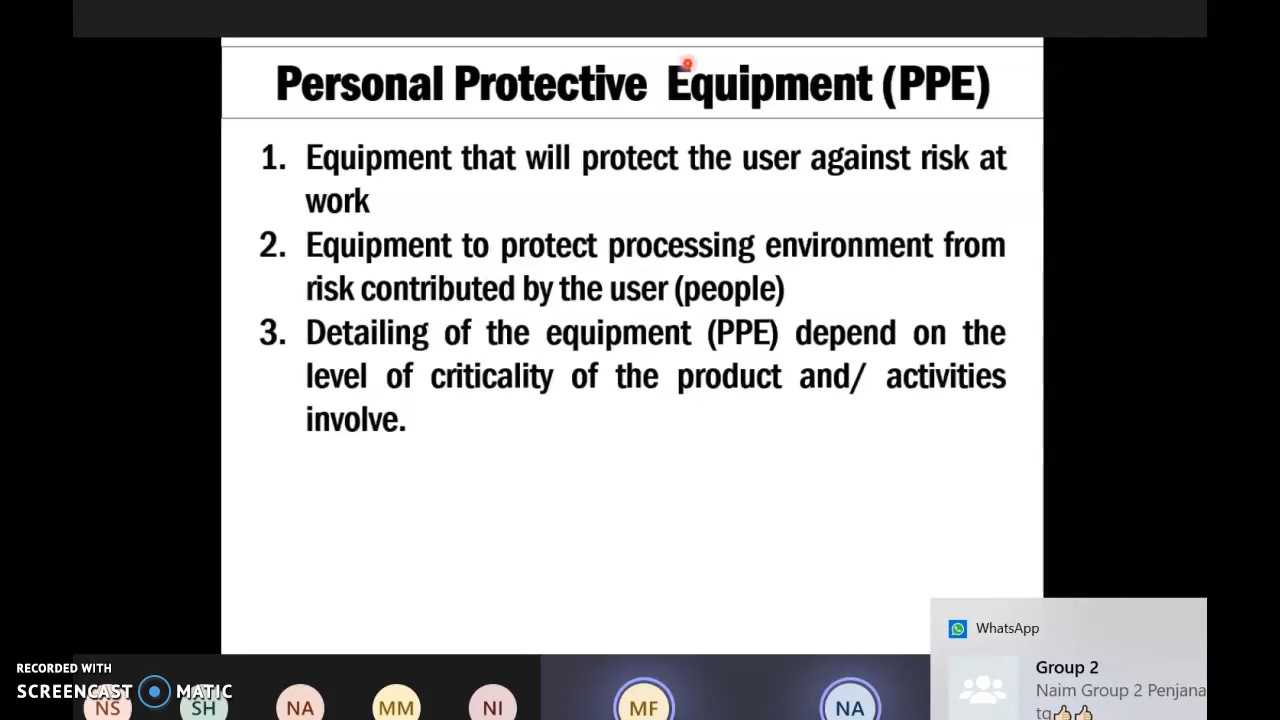 Personal Protective Equipment (PPE)
1. Equipment that will protect the user against risk at
work
2. Equipment to protect processing environment from
risk contributed by the user (people)
3. Detailing of the equipment (PPE) depend on the
level of criticality of the product and/ activities
involve.
WhatsApp
Group 2
Naim Group 2 Penjana
tg👍👍
RECORDED WITH
SCREENCAST MATIC
NS SH NA MM NI MF NA